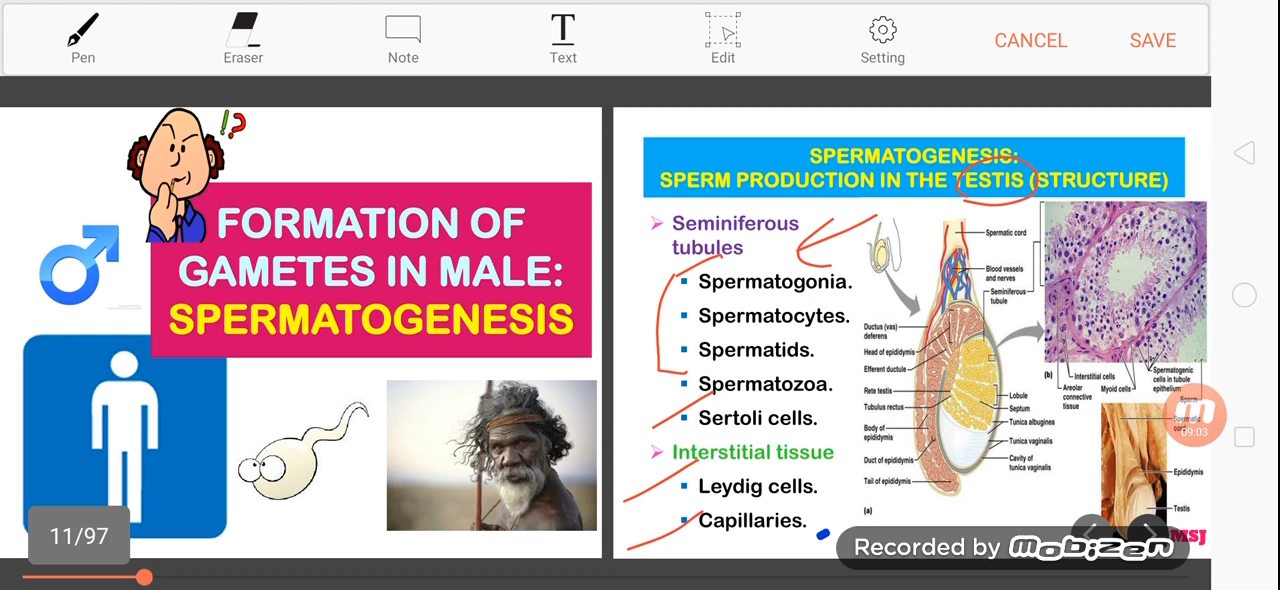 Pen
Eraser
Note
T
Text
Edit
Setting
CANCEL
SAVE
!?
FORMATION OF
GAMETES IN MALE:
SPERMATOGENESIS
SPERMATOGENESIS:
SPERM PRODUCTION IN THE TESTIS (STRUCTURE)
Seminiferous
tubules
Spermatogonia.
Spermatocytes.
Spermatids.
Spermatozoa.
Sertoli cells.
Interstitial tissue
Leydig cells.
Capillaries.
Spermatic cord
Blood vessels
and nerves
Seminiferous
tubule
Ductus (vas)
deferens
Head of epididymis
Efferent ductule
Rete testis
Tubulus rectus
Body of
epididymis
Duct of epididymis
Tail of epididymis
Lobule
Septum
Tunica albuginea
Tunica vaginalis
Cavity of
tunica vaginalis
(a)
(b)
Interstitial cells
Areolar
connective
tissue
Myoid cells
Spermatogenic
cells in tubule
epithelium
Sperm
Spermatic
cord
Epididymis
Testis
m
09:03
MSJ
11/97
Recorded by mobizen